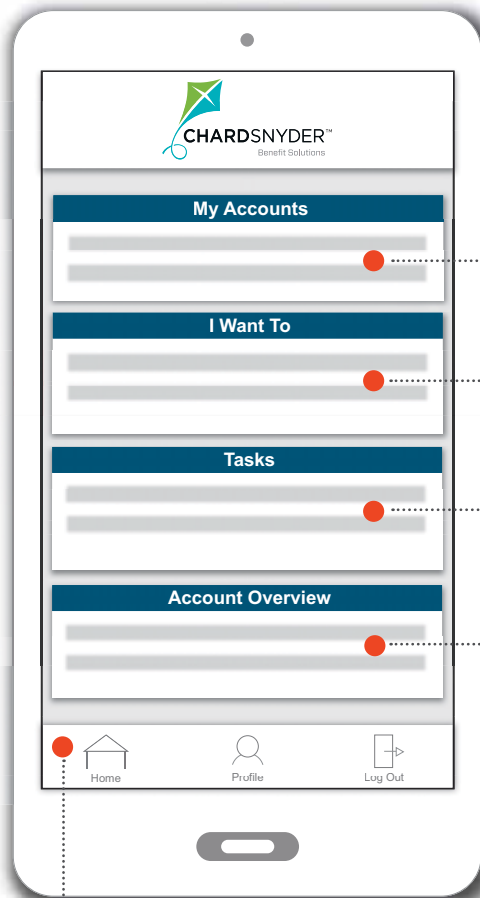 CHARDSNYDER™
Benefit Solutions
My Accounts
I Want To
Tasks
Account Overview
Home
Profile
Log Out